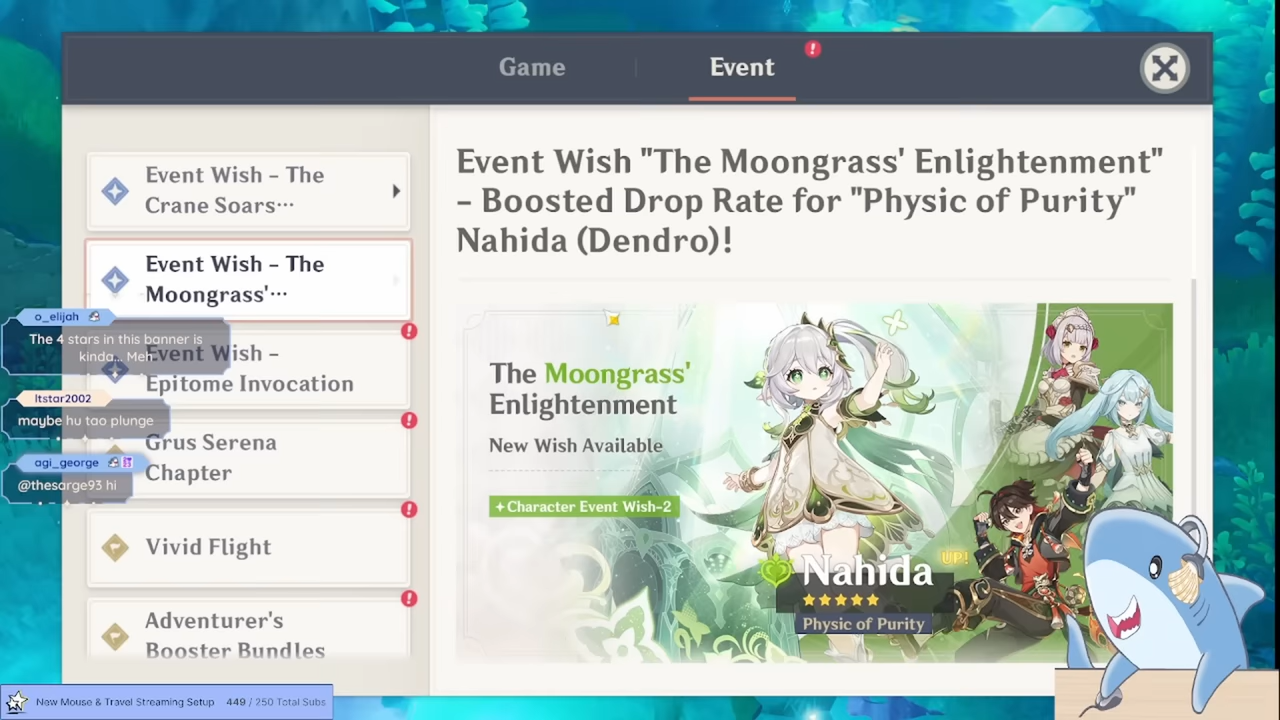 Game
Event
Event Wish – The
Crane Soars…
Event Wish – The
Moongrass'…
Event Wish –
Epitome Invocation
Grus Serena
Chapter
Vivid Flight
Adventurer's
Booster Bundles
Event Wish "The Moongrass' Enlightenment"
– Boosted Drop Rate for "Physic of Purity"
Nahida (Dendro)!
The Moongrass'
Enlightenment
New Wish Available
+Character Event Wish-2
Nahida
UP!
Physic of Purity
o_elijah
The 4 stars in this banner is
kinda... Meh
ltstar2002
maybe hu tao plunge
agi_george
@thesarge93 hi
New Mouse & Travel Streaming Setup 449 / 250 Total Subs